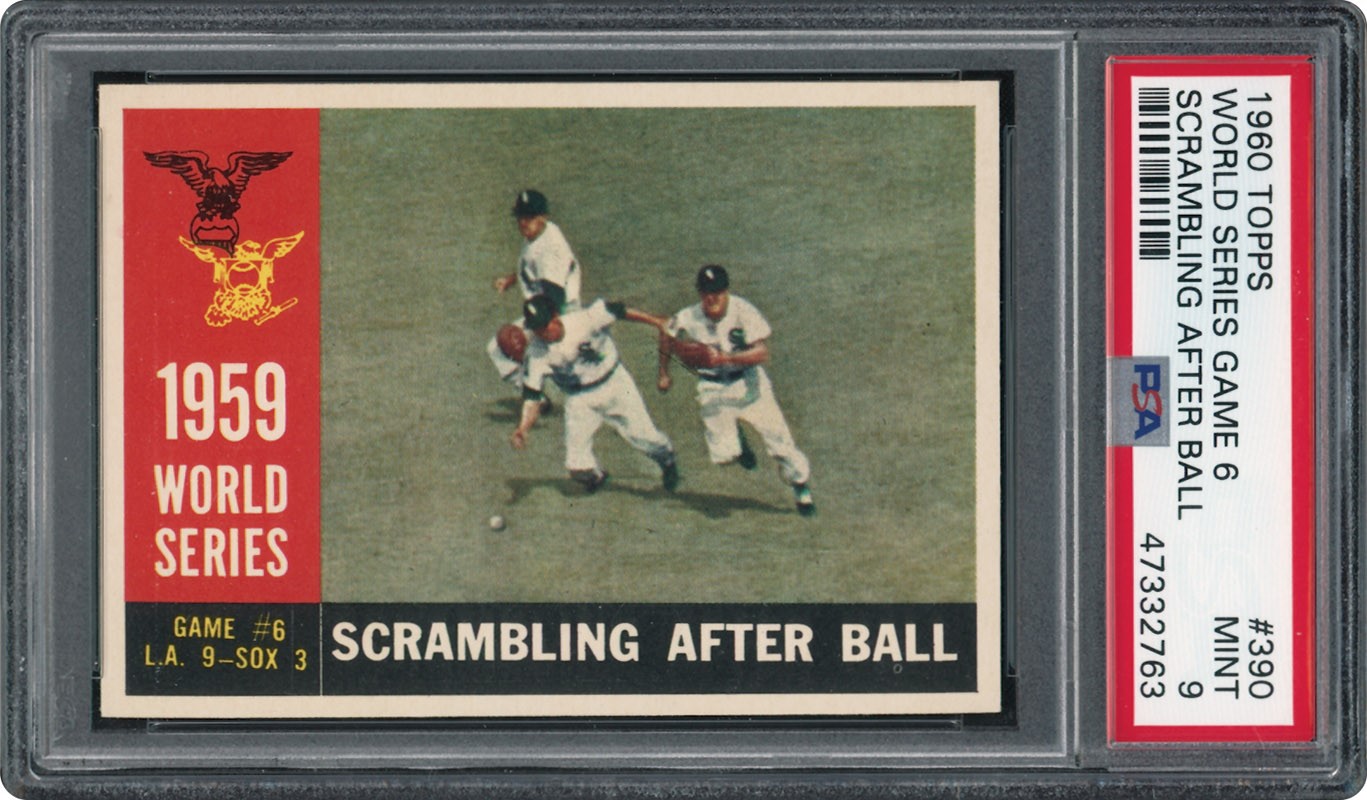 1959
WORLD
SERIES
GAME #6
L.A. 9-SOX 3
SCRAMBLING AFTER BALL
1960 TOPPS #390
WORLD SERIES GAME 6 MINT
SCRAMBLING AFTER BALL 9
47332763
PSA